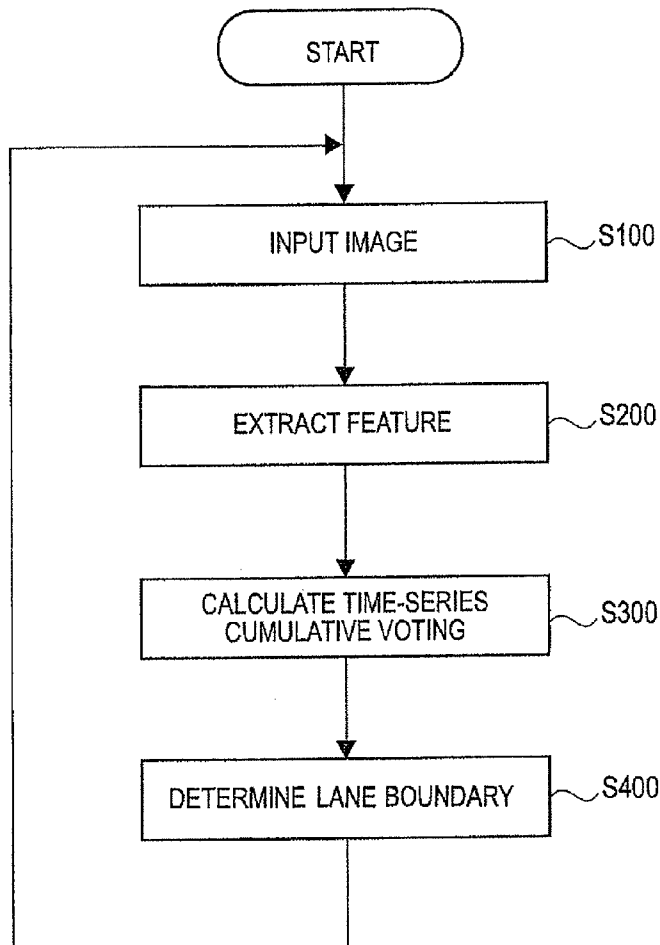 START
INPUT IMAGE
S100
EXTRACT FEATURE
S200
CALCULATE TIME-SERIES
CUMULATIVE VOTING
S300
DETERMINE LANE BOUNDARY
S400